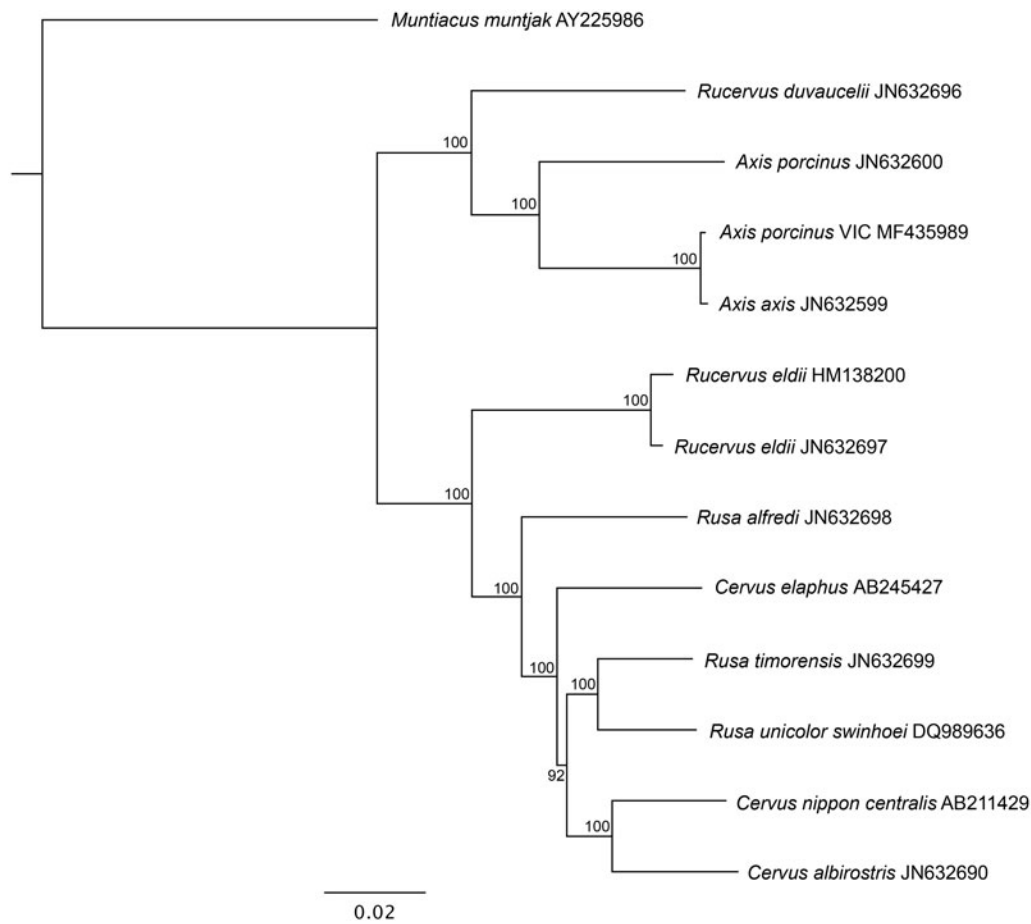 Muntiacus muntjak AY225986
Rucervus duvaucelii JN632696
100
Axis porcinus JN632600
100
Axis porcinus VIC MF435989
100
Axis axis JN632599
Rucervus eldii HM138200
100
Rucervus eldii JN632697
100
Rusa alfredi JN632698
100
Cervus elaphus AB245427
100
Rusa timorensis JN632699
100
Rusa unicolor swinhoei DQ989636
92
Cervus nippon centralis AB211429
100
Cervus albirostris JN632690
0.02